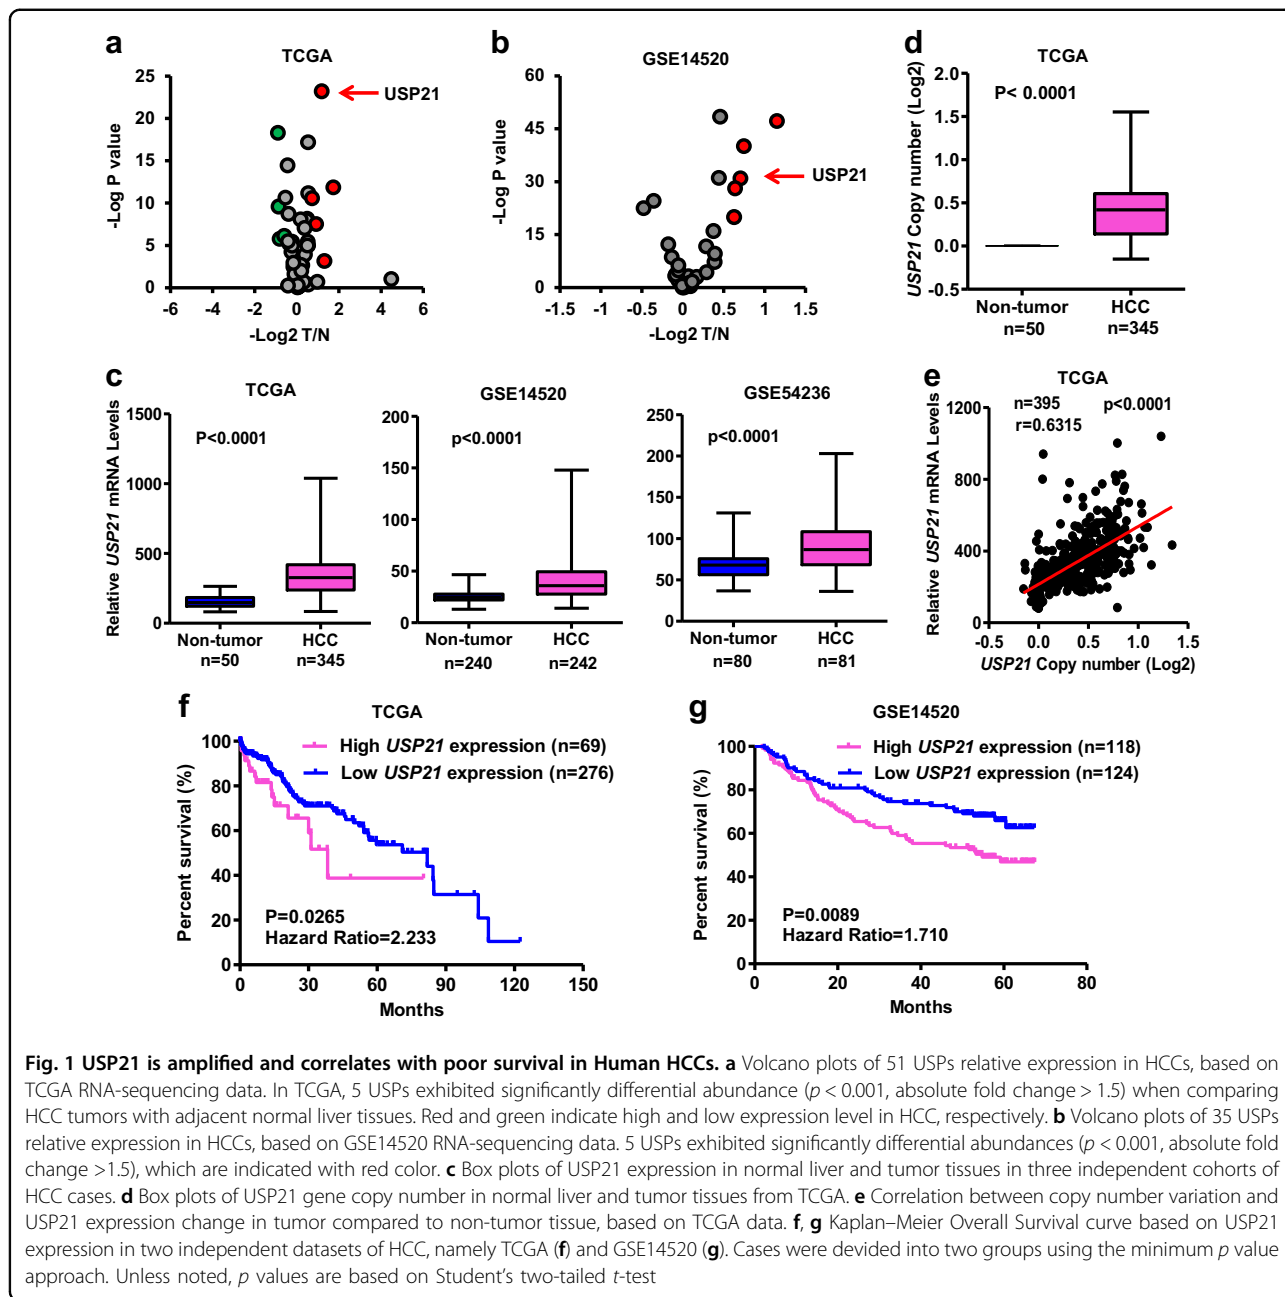 a
TCGA
25
20
15
10
5
0
-6
-4
-2
0
2
4
6
-Log P value
-Log2 T/N
USP21
b
GSE14520
60
45
30
15
0
-1.5
-1
-0.5
0
0.5
1
1.5
-Log P value
-Log2 T/N
USP21
d
TCGA
P< 0.0001
2.0
1.5
1.0
0.5
0.0
-0.5
USP21 Copy number (Log2)
Non-tumor
n=50
HCC
n=345
c
TCGA
P<0.0001
1500
1000
500
0
Relative USP21 mRNA Levels
Non-tumor
n=50
HCC
n=345
GSE14520
p<0.0001
200
150
100
50
0
Non-tumor
n=240
HCC
n=242
GSE54236
p<0.0001
250
200
150
100
50
0
Non-tumor
n=80
HCC
n=81
e
TCGA
n=395
r=0.6315
p<0.0001
1200
800
400
0
Relative USP21 mRNA Levels
-0.5
0.0
0.5
1.0
1.5
USP21 Copy number (Log2)
f
TCGA
High USP21 expression (n=69)
Low USP21 expression (n=276)
100
80
60
40
20
0
Percent survival (%)
P=0.0265
Hazard Ratio=2.233
0
30
60
90
120
150
Months
g
GSE14520
High USP21 expression (n=118)
Low USP21 expression (n=124)
100
80
60
40
20
0
Percent survival (%)
P=0.0089
Hazard Ratio=1.710
0
20
40
60
80
Months
Fig. 1 USP21 is amplified and correlates with poor survival in Human HCCs. a Volcano plots of 51 USPs relative expression in HCCs, based on
TCGA RNA-sequencing data. In TCGA, 5 USPs exhibited significantly differential abundance (p < 0.001, absolute fold change > 1.5) when comparing
HCC tumors with adjacent normal liver tissues. Red and green indicate high and low expression level in HCC, respectively. b Volcano plots of 35 USPs
relative expression in HCCs, based on GSE14520 RNA-sequencing data. 5 USPs exhibited significantly differential abundances (p < 0.001, absolute fold
change >1.5), which are indicated with red color. c Box plots of USP21 expression in normal liver and tumor tissues in three independent cohorts of
HCC cases. d Box plots of USP21 gene copy number in normal liver and tumor tissues from TCGA. e Correlation between copy number variation and
USP21 expression change in tumor compared to non-tumor tissue, based on TCGA data. f, g Kaplan–Meier Overall Survival curve based on USP21
expression in two independent datasets of HCC, namely TCGA (f) and GSE14520 (g). Cases were devided into two groups using the minimum p value
approach. Unless noted, p values are based on Student's two-tailed t-test